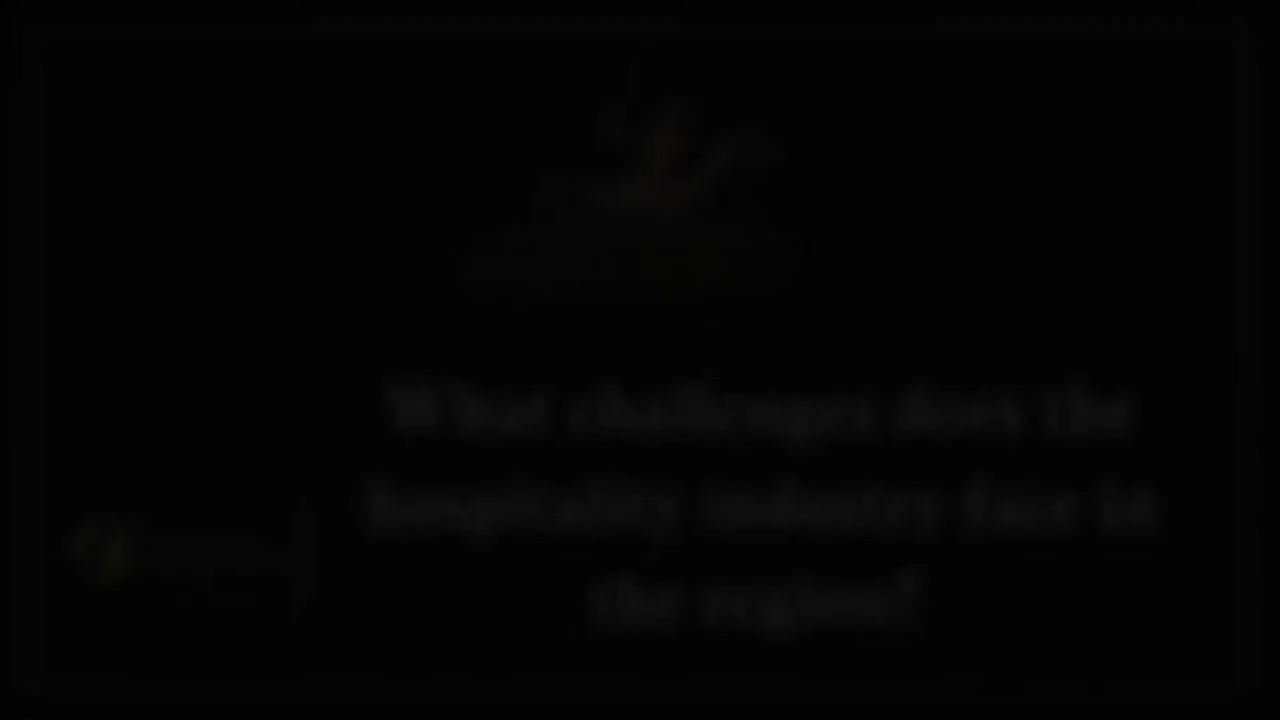 What challenges does the
hospitality industry face in
the region?